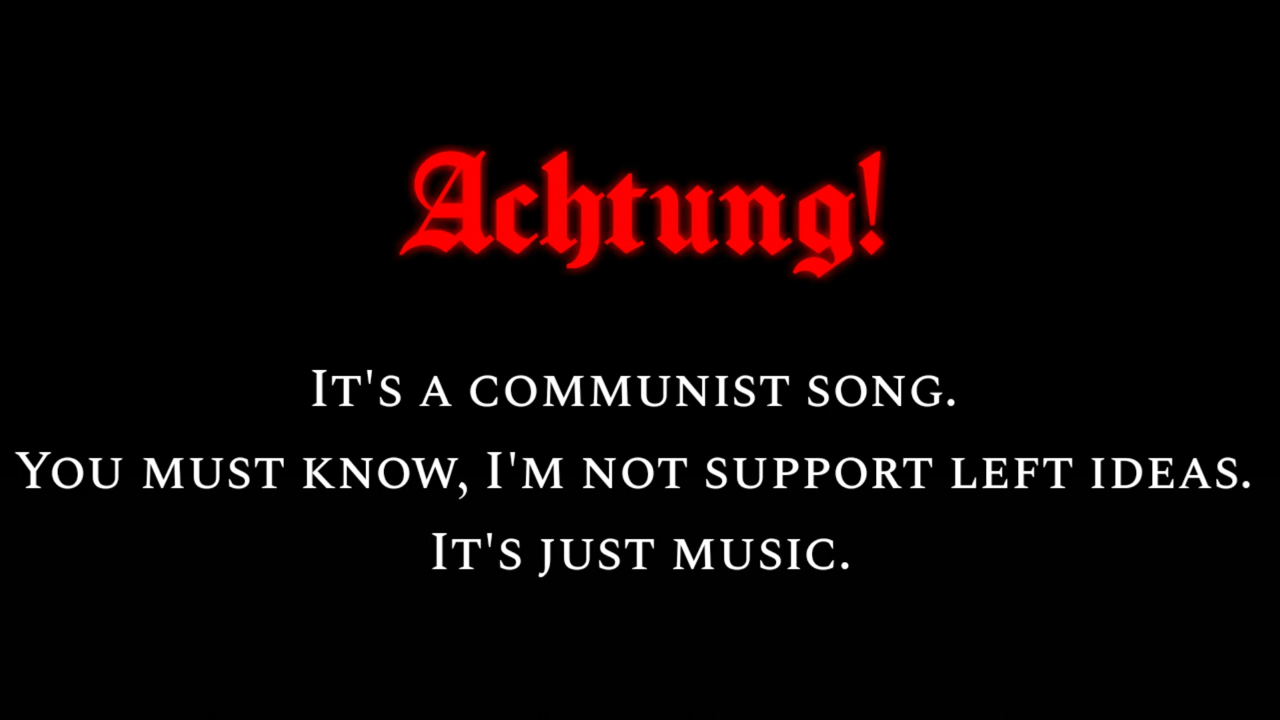 Achtung!
It's a communist song.
You must know, I'm not support left ideas.
It's just music.